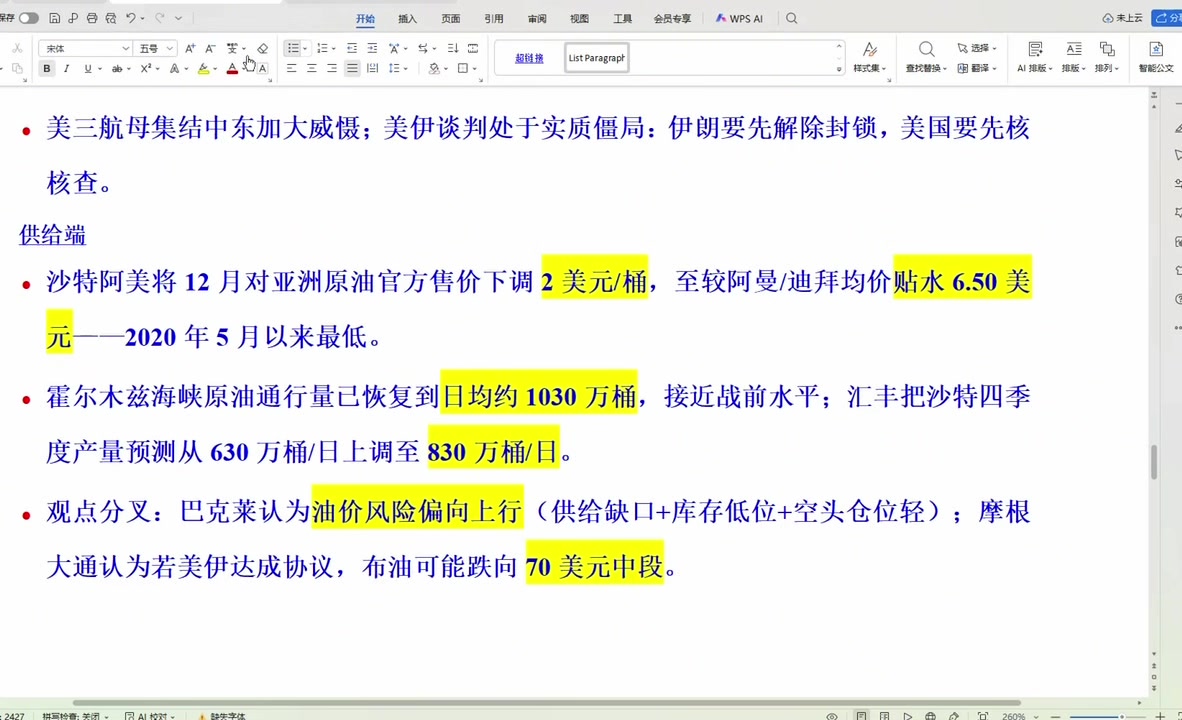 保存
开始 插入 页面 引用 审阅 视图 工具 会员专享 WPS AI
未上云 分
宋体 五号
超链接 List Paragraph
样式集 查找替换 选择 翻译 AI 排版 排版 排列 智能公文
美三航母集结中东加大威慑；美伊谈判处于实质僵局：伊朗要先解除封锁，美国要先核
核查。
供给端
沙特阿美将 12 月对亚洲原油官方售价下调 2 美元/桶，至较阿曼/迪拜均价贴水 6.50 美
元——2020 年 5 月以来最低。
霍尔木兹海峡原油通行量已恢复到日均约 1030 万桶，接近战前水平；汇丰把沙特四季
度产量预测从 630 万桶/日上调至 830 万桶/日。
观点分叉：巴克莱认为油价风险偏向上行（供给缺口+库存低位+空头仓位轻）；摩根
大通认为若美伊达成协议，布油可能跌向 70 美元中段。
: 2427 拼写检查: 关闭 AI 校对 缺失字体 260%